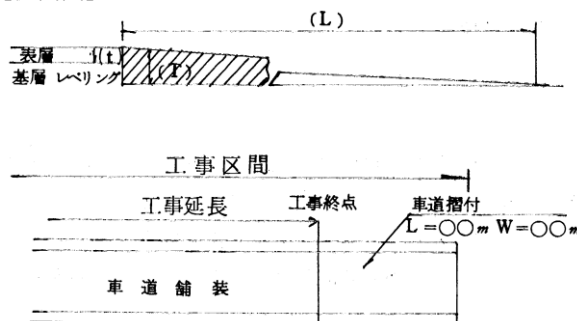 (L)
表層 (t)
基層 レベリング (T)
工事区間
工事延長 工事終点 車道摺付
L=○○m W=○○m
車道舗装